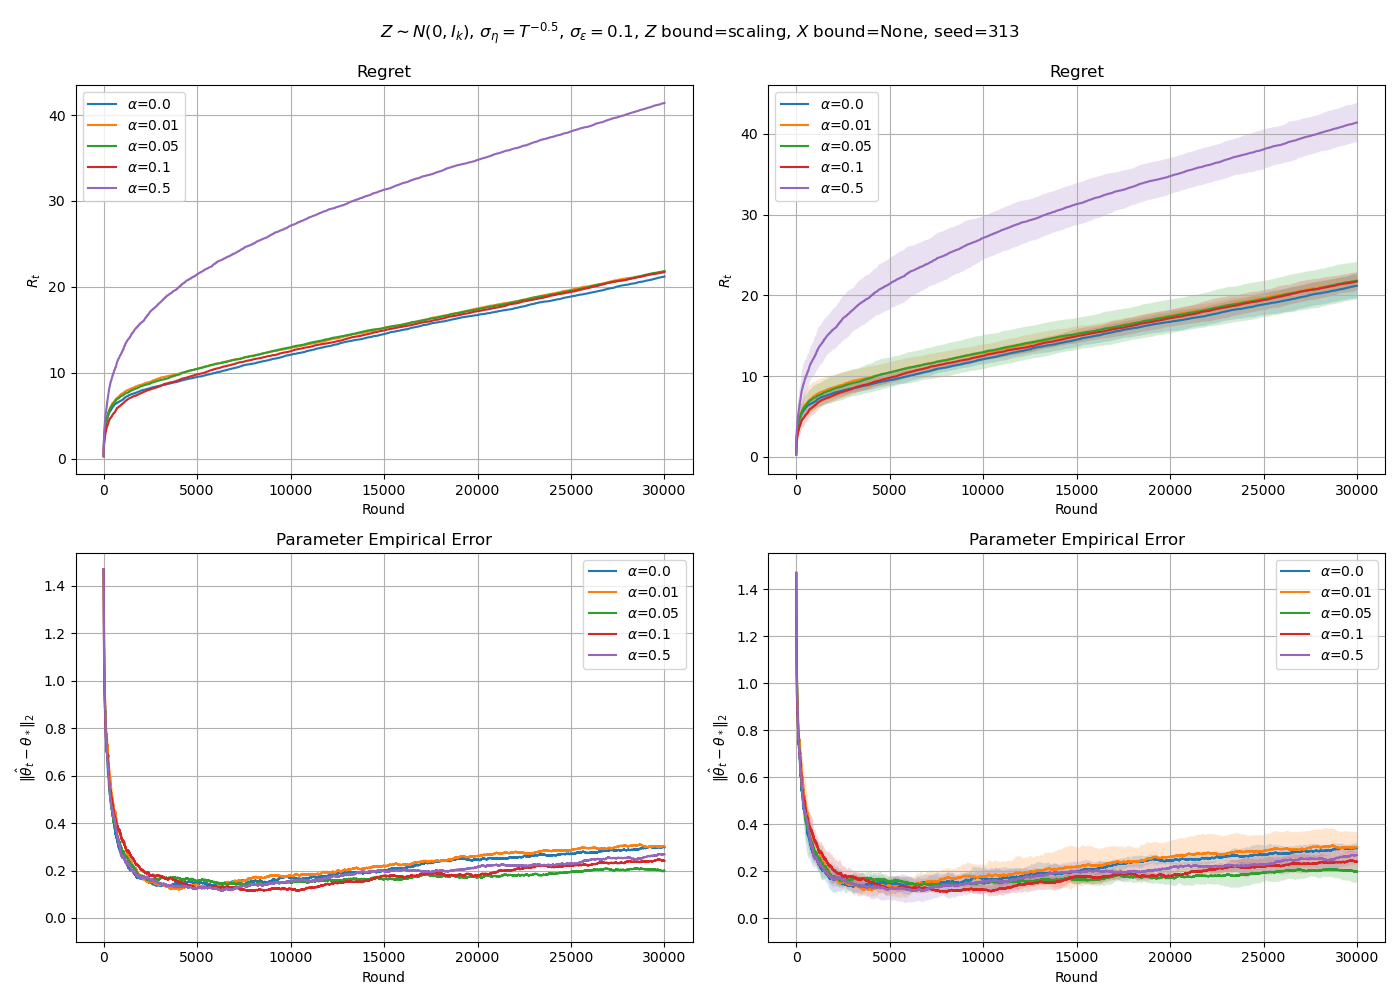 Z ∼ N(0, I_k), σ_η = T^{−0.5}, σ_ε = 0.1, Z bound=scaling, X bound=None, seed=313
Regret
40
30
20
10
0
R_t
α=0.0
α=0.01
α=0.05
α=0.1
α=0.5
0 5000 10000 15000 20000 25000 30000
Round
Regret
40
30
20
10
0
R_t
α=0.0
α=0.01
α=0.05
α=0.1
α=0.5
0 5000 10000 15000 20000 25000 30000
Round
Parameter Empirical Error
1.4
1.2
1.0
0.8
0.6
0.4
0.2
0.0
‖θ̂_t − θ_*‖_2
α=0.0
α=0.01
α=0.05
α=0.1
α=0.5
0 5000 10000 15000 20000 25000 30000
Round
Parameter Empirical Error
1.4
1.2
1.0
0.8
0.6
0.4
0.2
0.0
‖θ̂_t − θ_*‖_2
α=0.0
α=0.01
α=0.05
α=0.1
α=0.5
0 5000 10000 15000 20000 25000 30000
Round